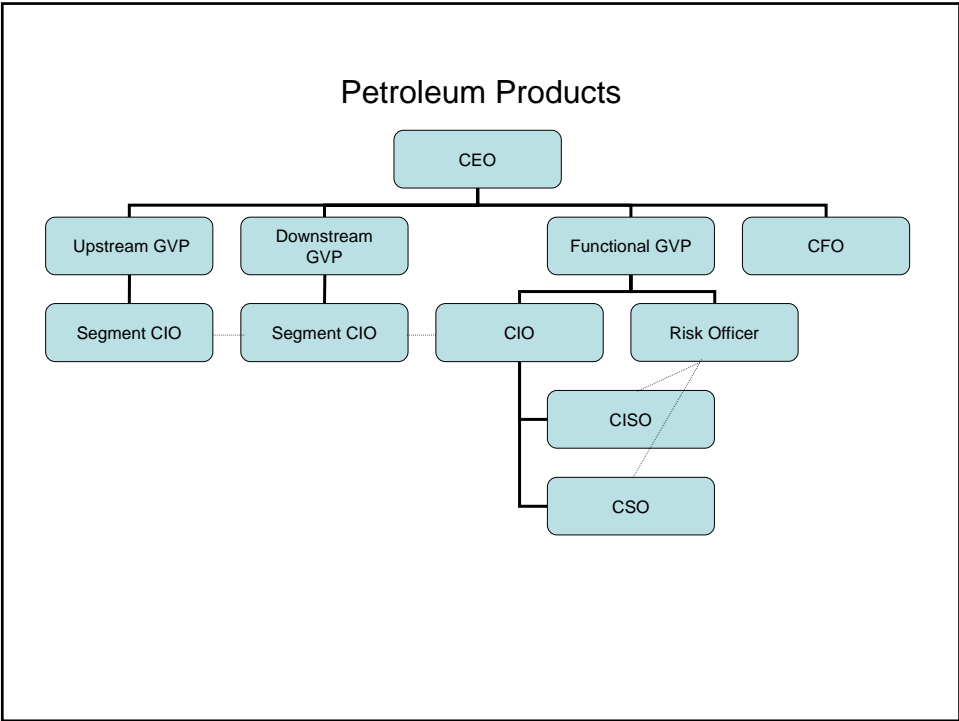 Petroleum Products
CEO
Upstream GVP
Downstream
GVP
Functional GVP
CFO
Segment CIO
Segment CIO
CIO
Risk Officer
CISO
CSO